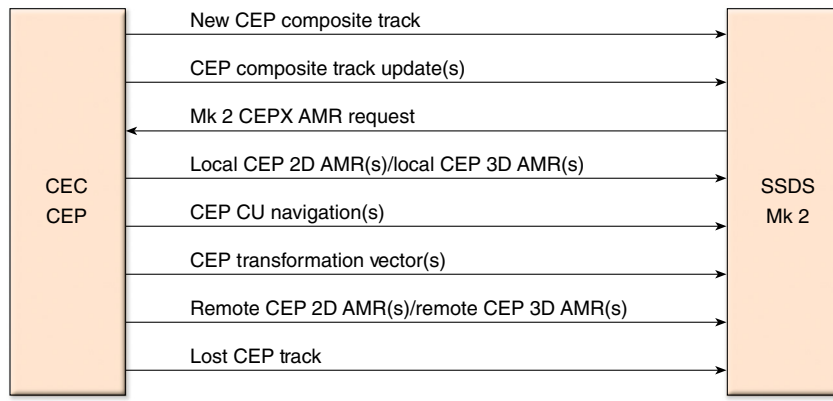 New CEP composite track
CEP composite track update(s)
Mk 2 CEPX AMR request
Local CEP 2D AMR(s)/local CEP 3D AMR(s)
CEC
CEP
SSDS
Mk 2
CEP CU navigation(s)
CEP transformation vector(s)
Remote CEP 2D AMR(s)/remote CEP 3D AMR(s)
Lost CEP track